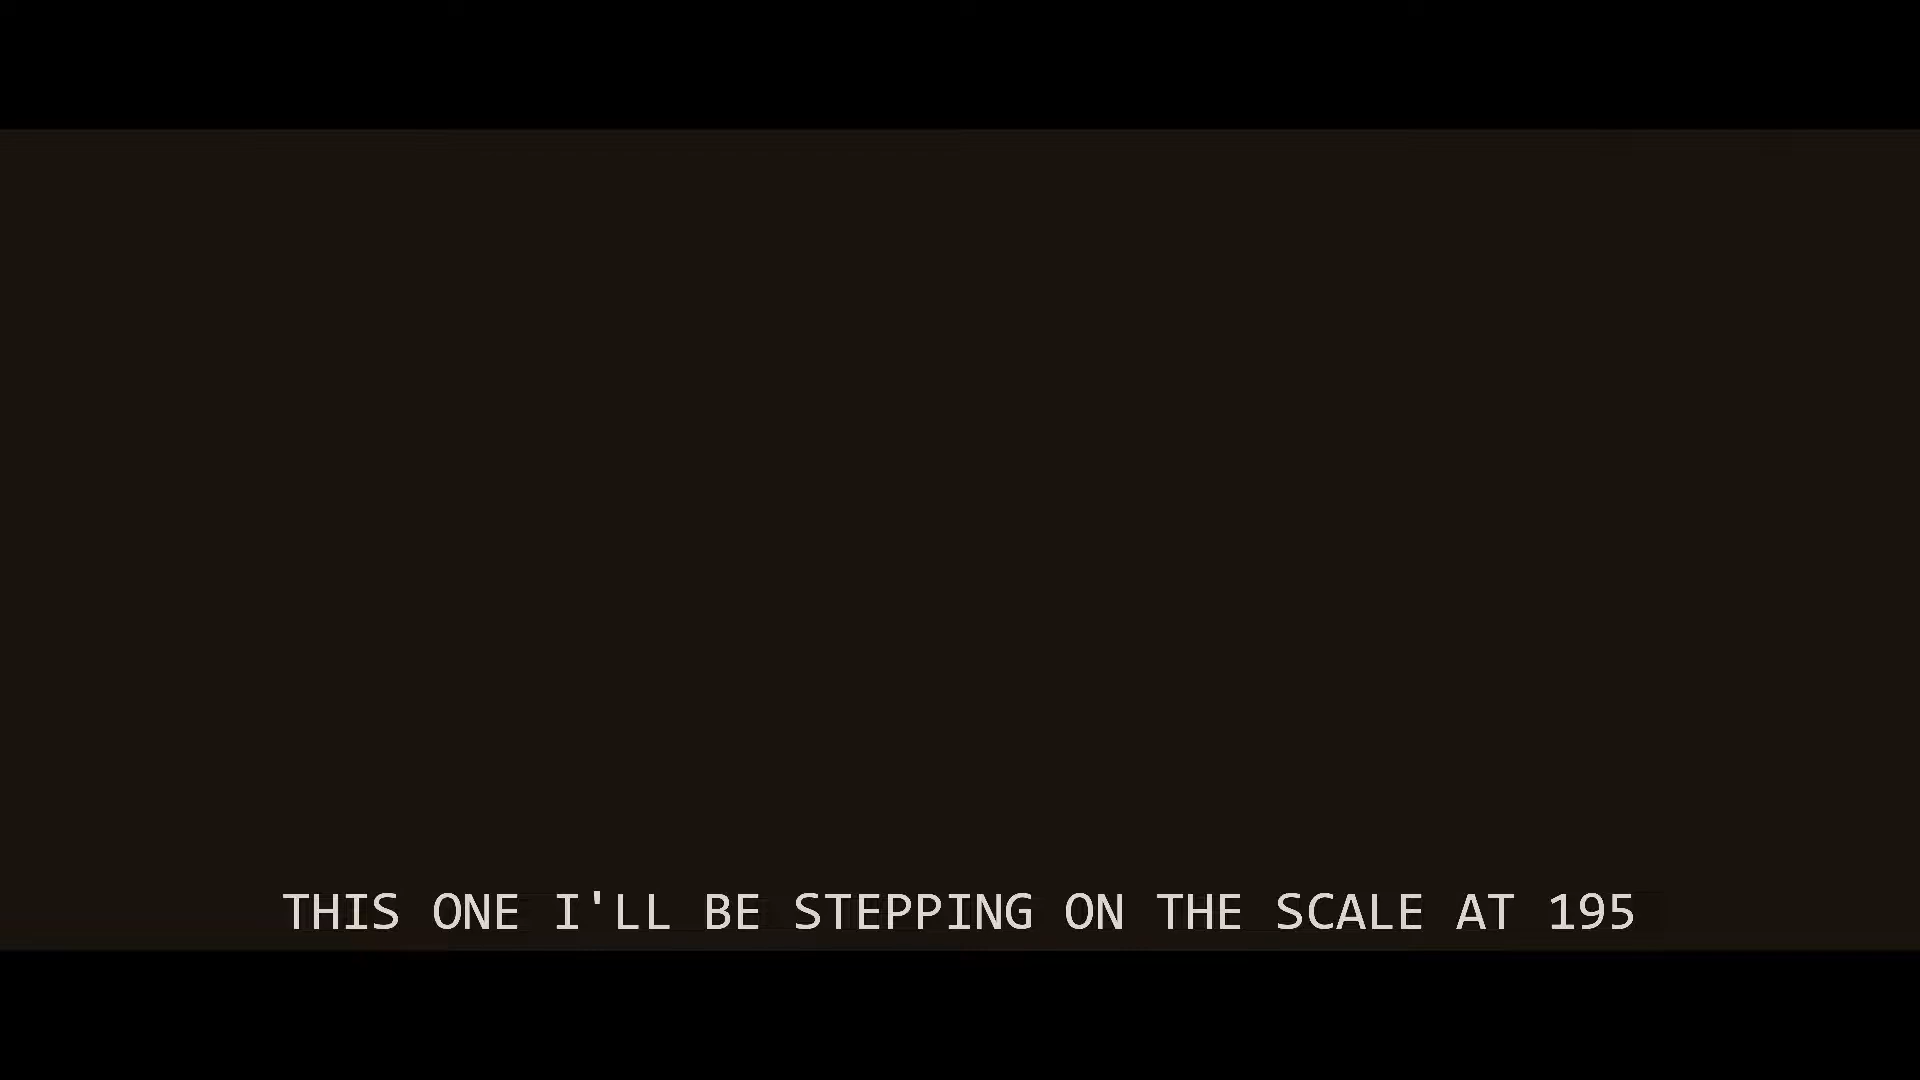 THIS ONE I'LL BE STEPPING ON THE SCALE AT 195